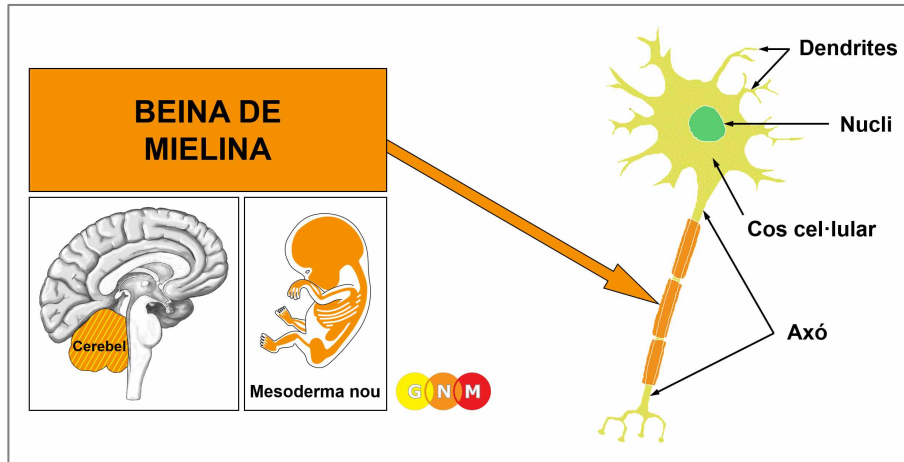 BEINA DE
MIELINA
Cerebel
Mesoderma nou
G N M
Dendrites
Nucli
Cos cel·lular
Axó